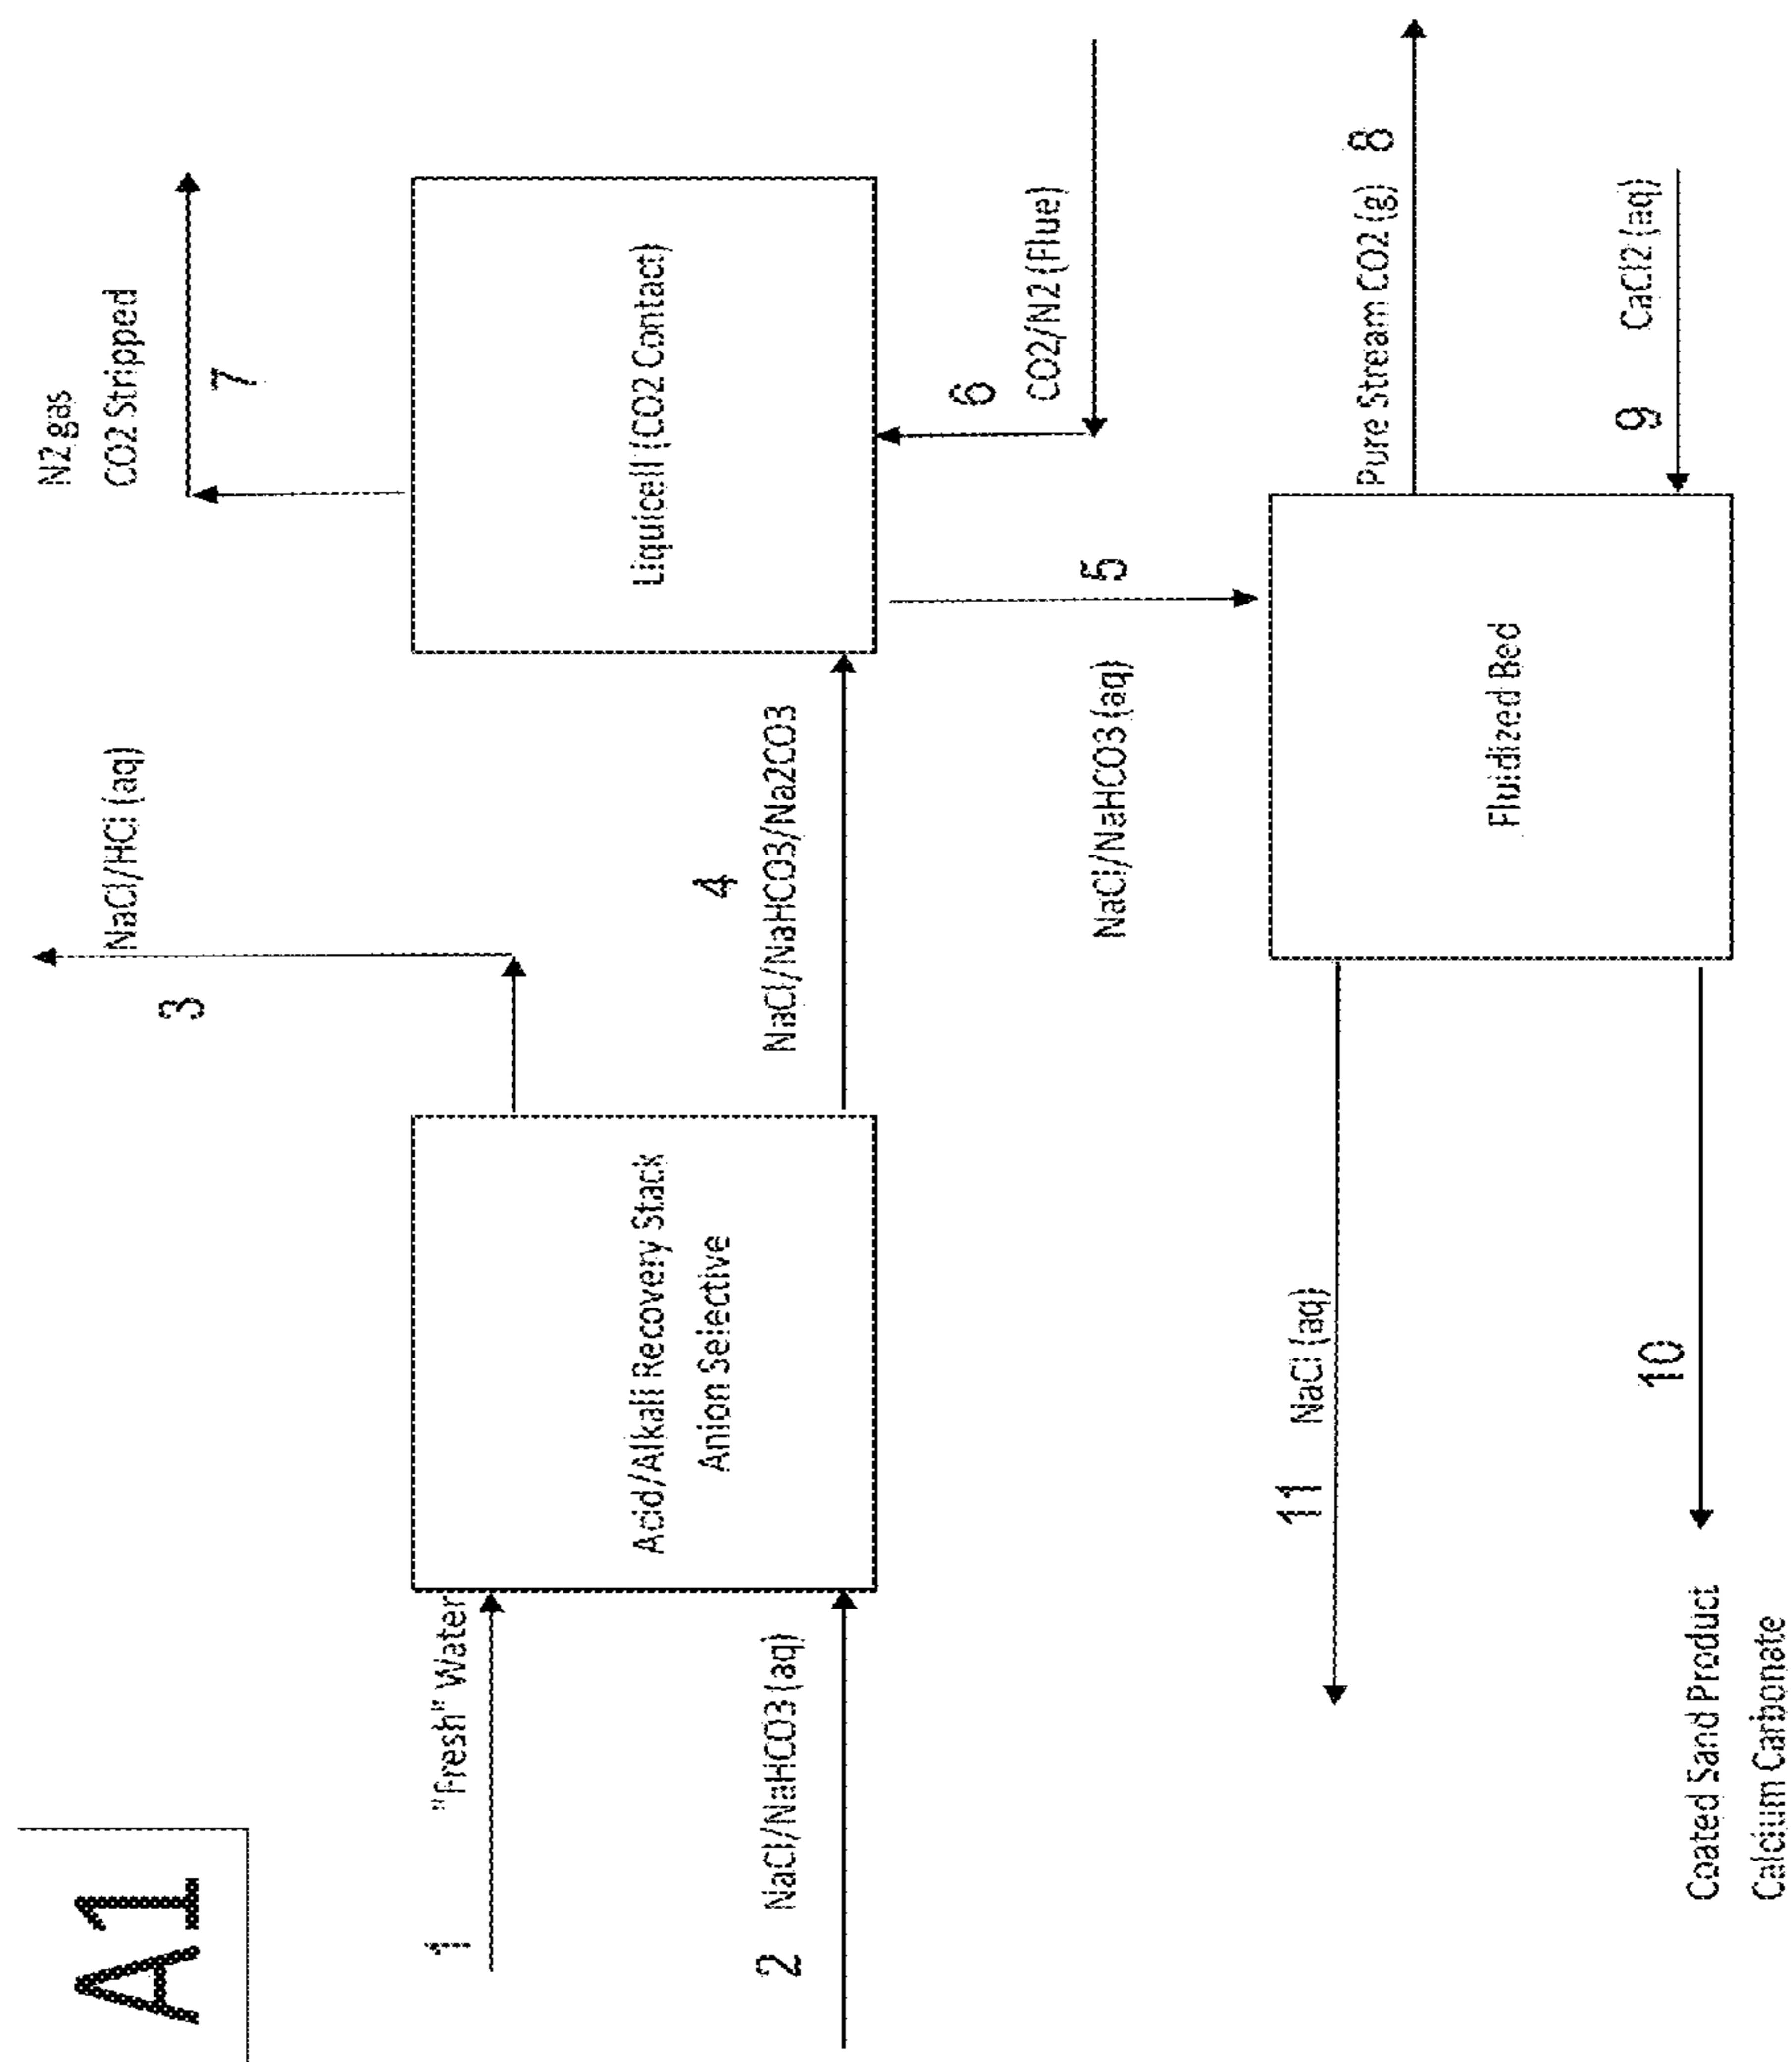 A1
1
"Fresh" Water
2
NaCl/NaHCO3 (aq)
Acid/Alkali Recovery Stack
Anion Selective
3
NaCl/HCl (aq)
4
NaCl/NaHCO3/Na2CO3
Liquicell (CO2 Contact)
N2 gas
CO2 Stripped
7
6
CO2/N2 (Flue)
5
NaCl/NaHCO3 (aq)
Fluidized Bed
Pure Stream CO2 (g)
8
9
CaCl2 (aq)
11
NaCl (aq)
10
Coated Sand Product
Calcium Carbonate